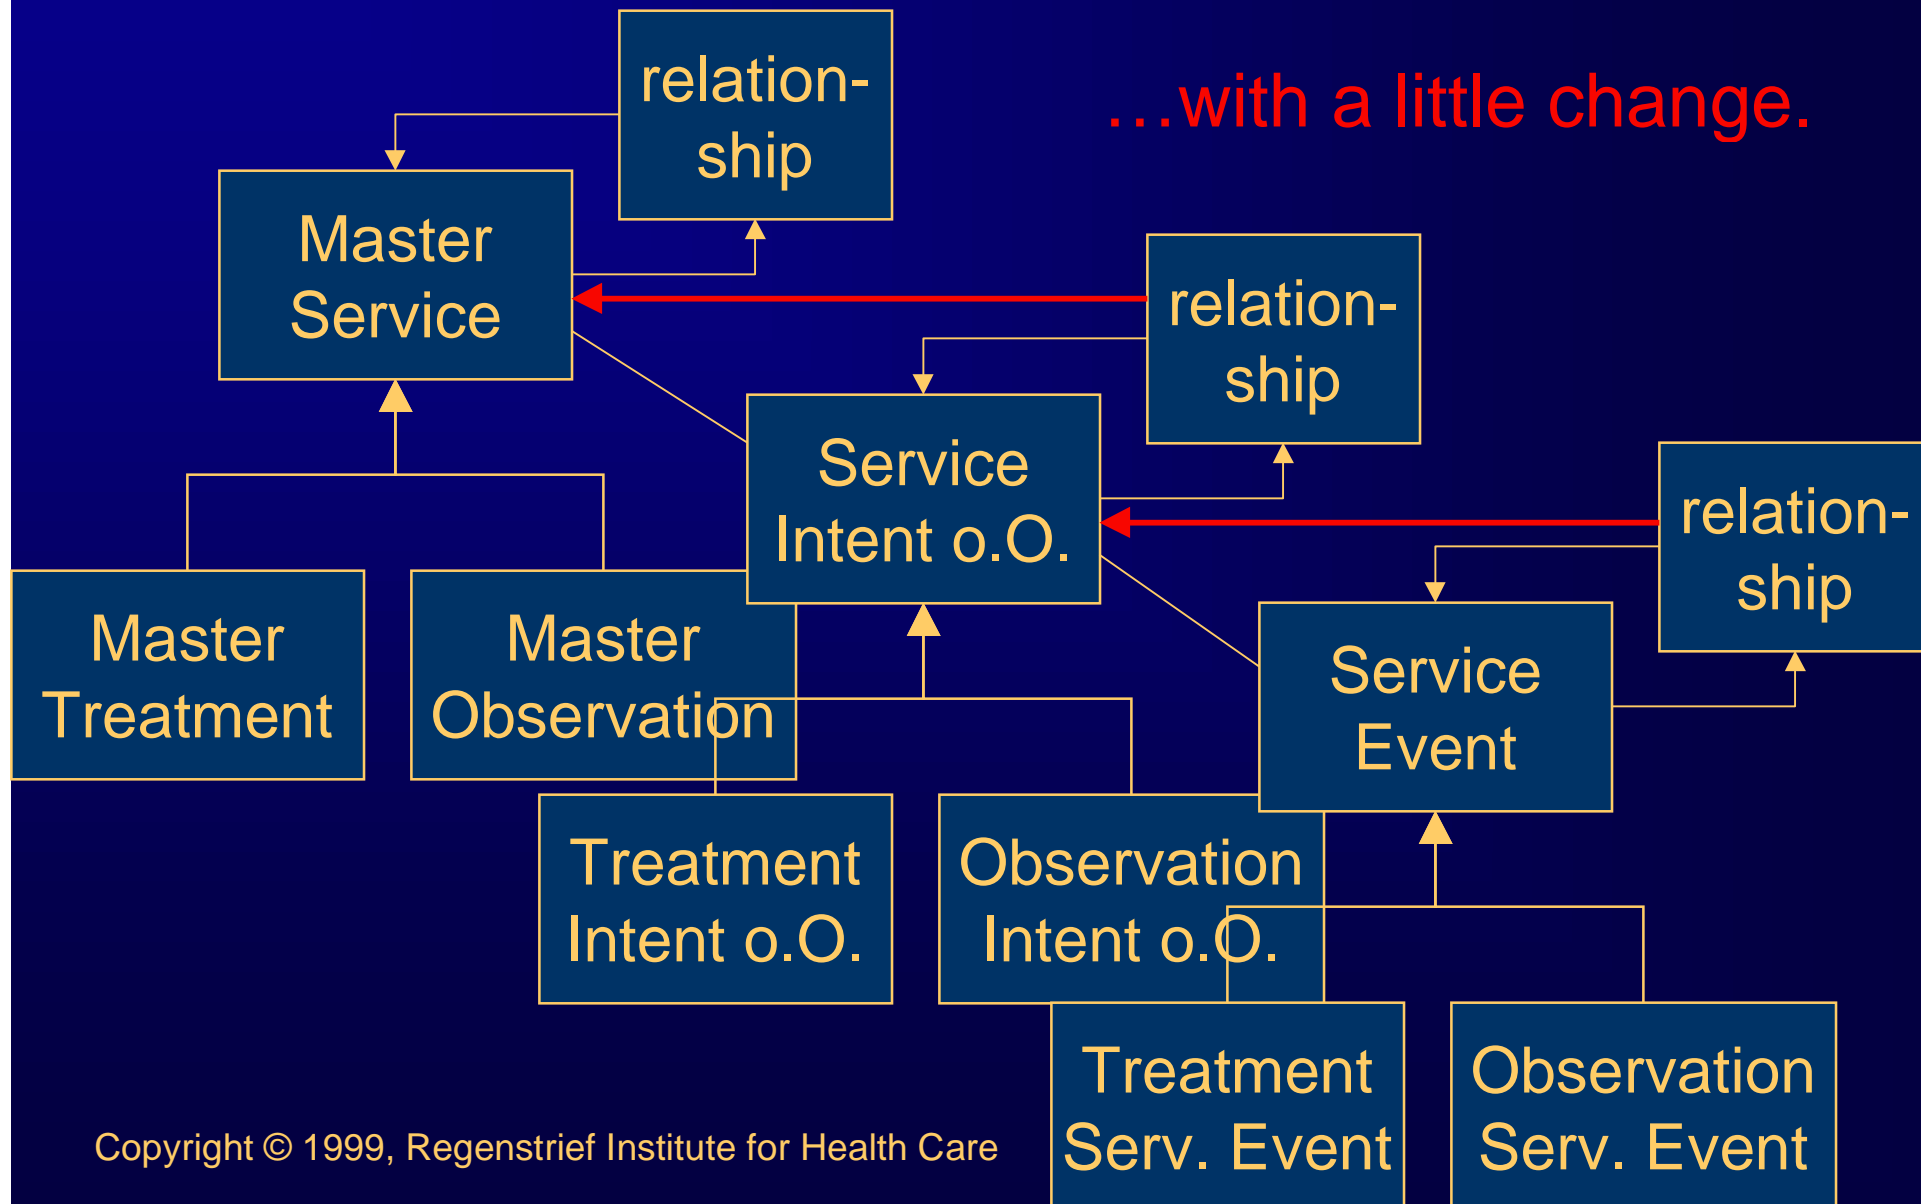 relation-
ship
…with a little change.
Master
Service
relation-
ship
Service
Intent o.O.
relation-
ship
Master
Treatment
Master
Observation
Service
Event
Treatment
Intent o.O.
Observation
Intent o.O.
Treatment
Serv. Event
Observation
Serv. Event
Copyright © 1999, Regenstrief Institute for Health Care